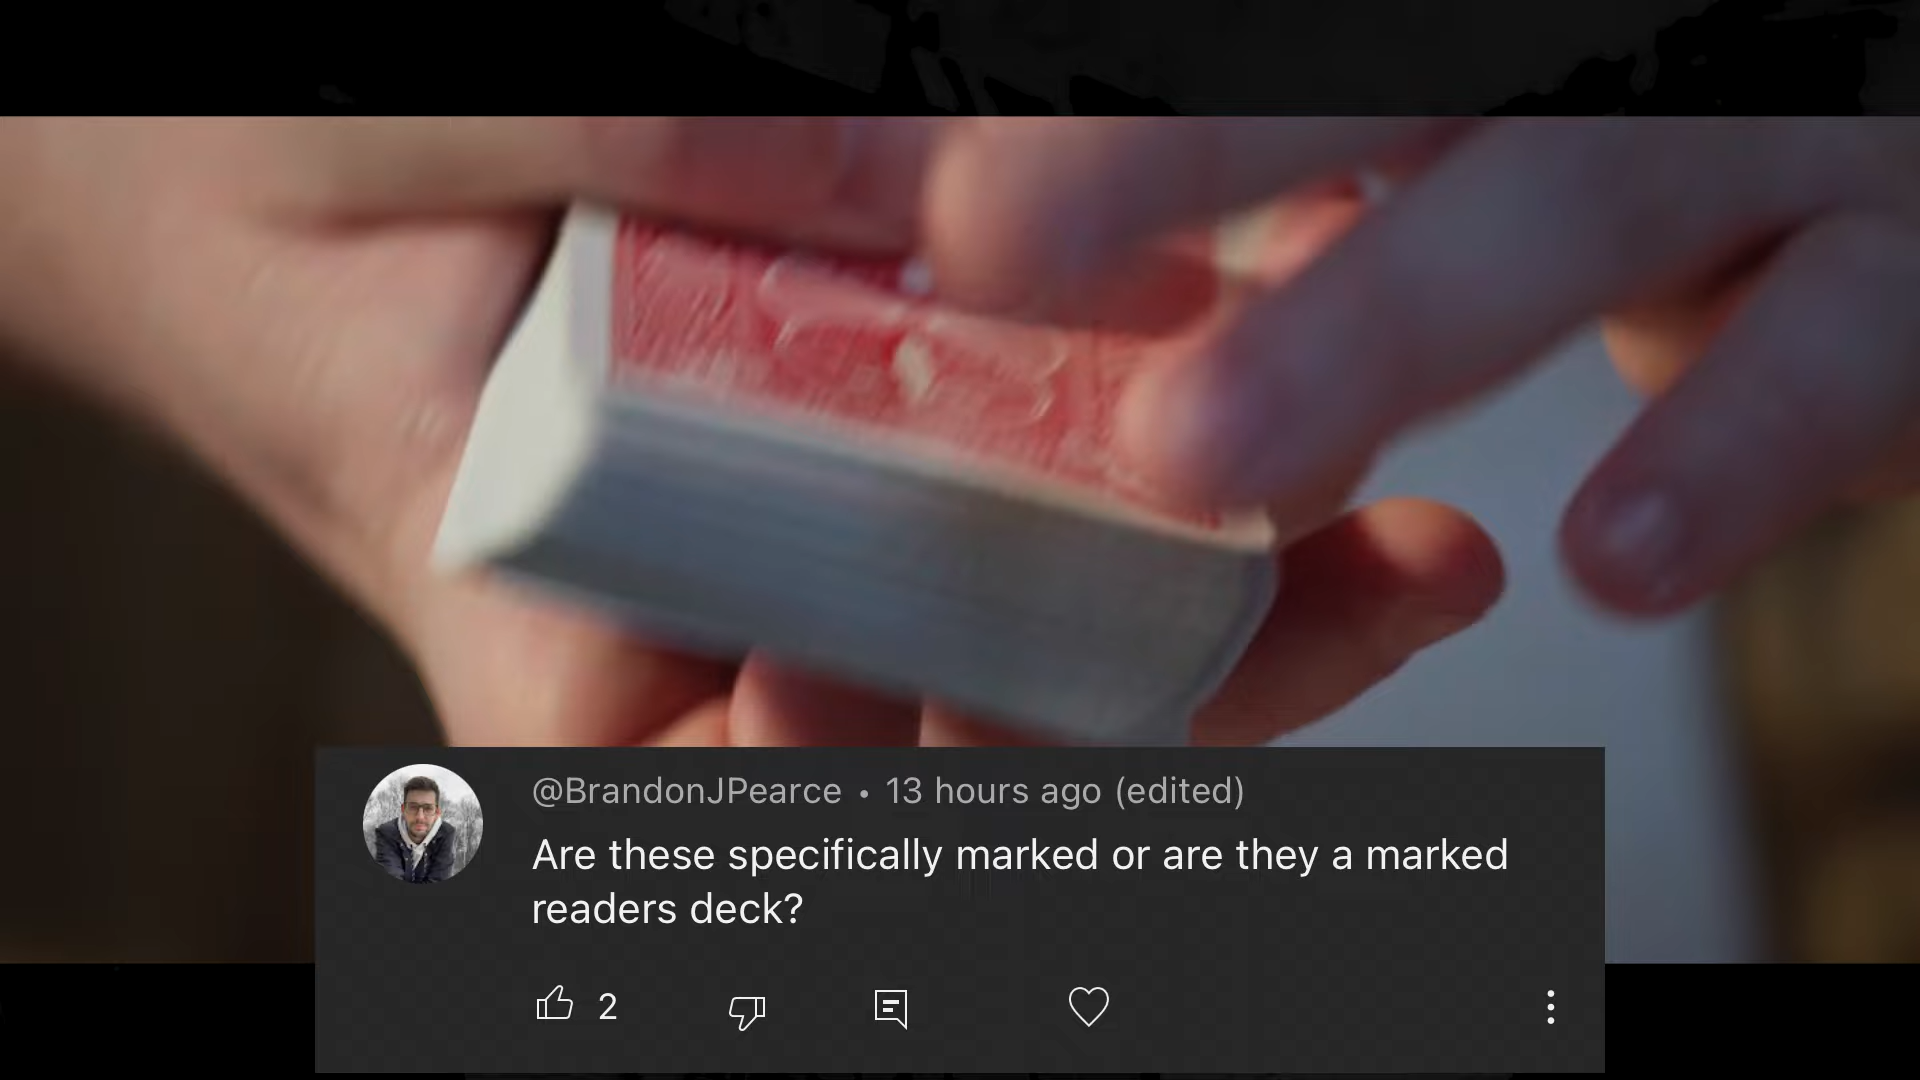 @BrandonJPearce • 13 hours ago (edited)
Are these specifically marked or are they a marked
readers deck?
2